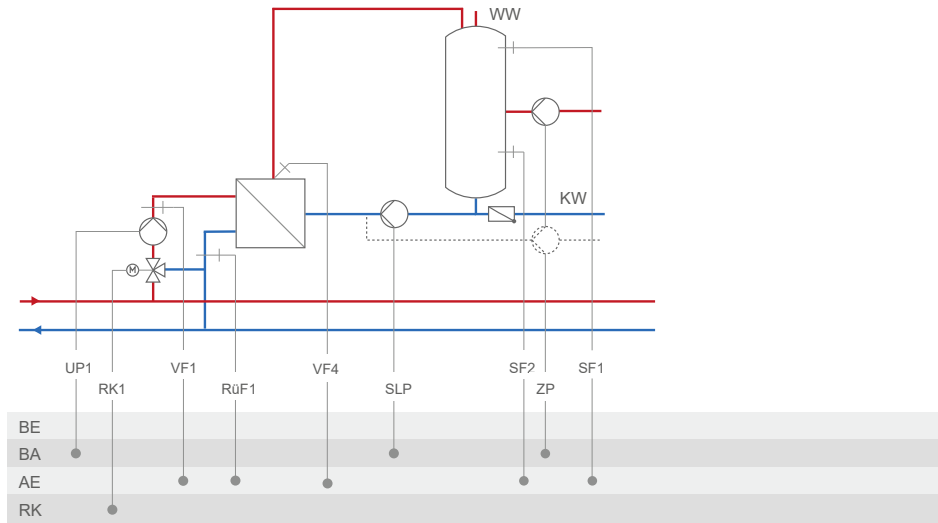 WW
KW
M
UP1 VF1 VF4 SF2 SF1
RK1 RüF1 SLP ZP
BE
BA
AE
RK